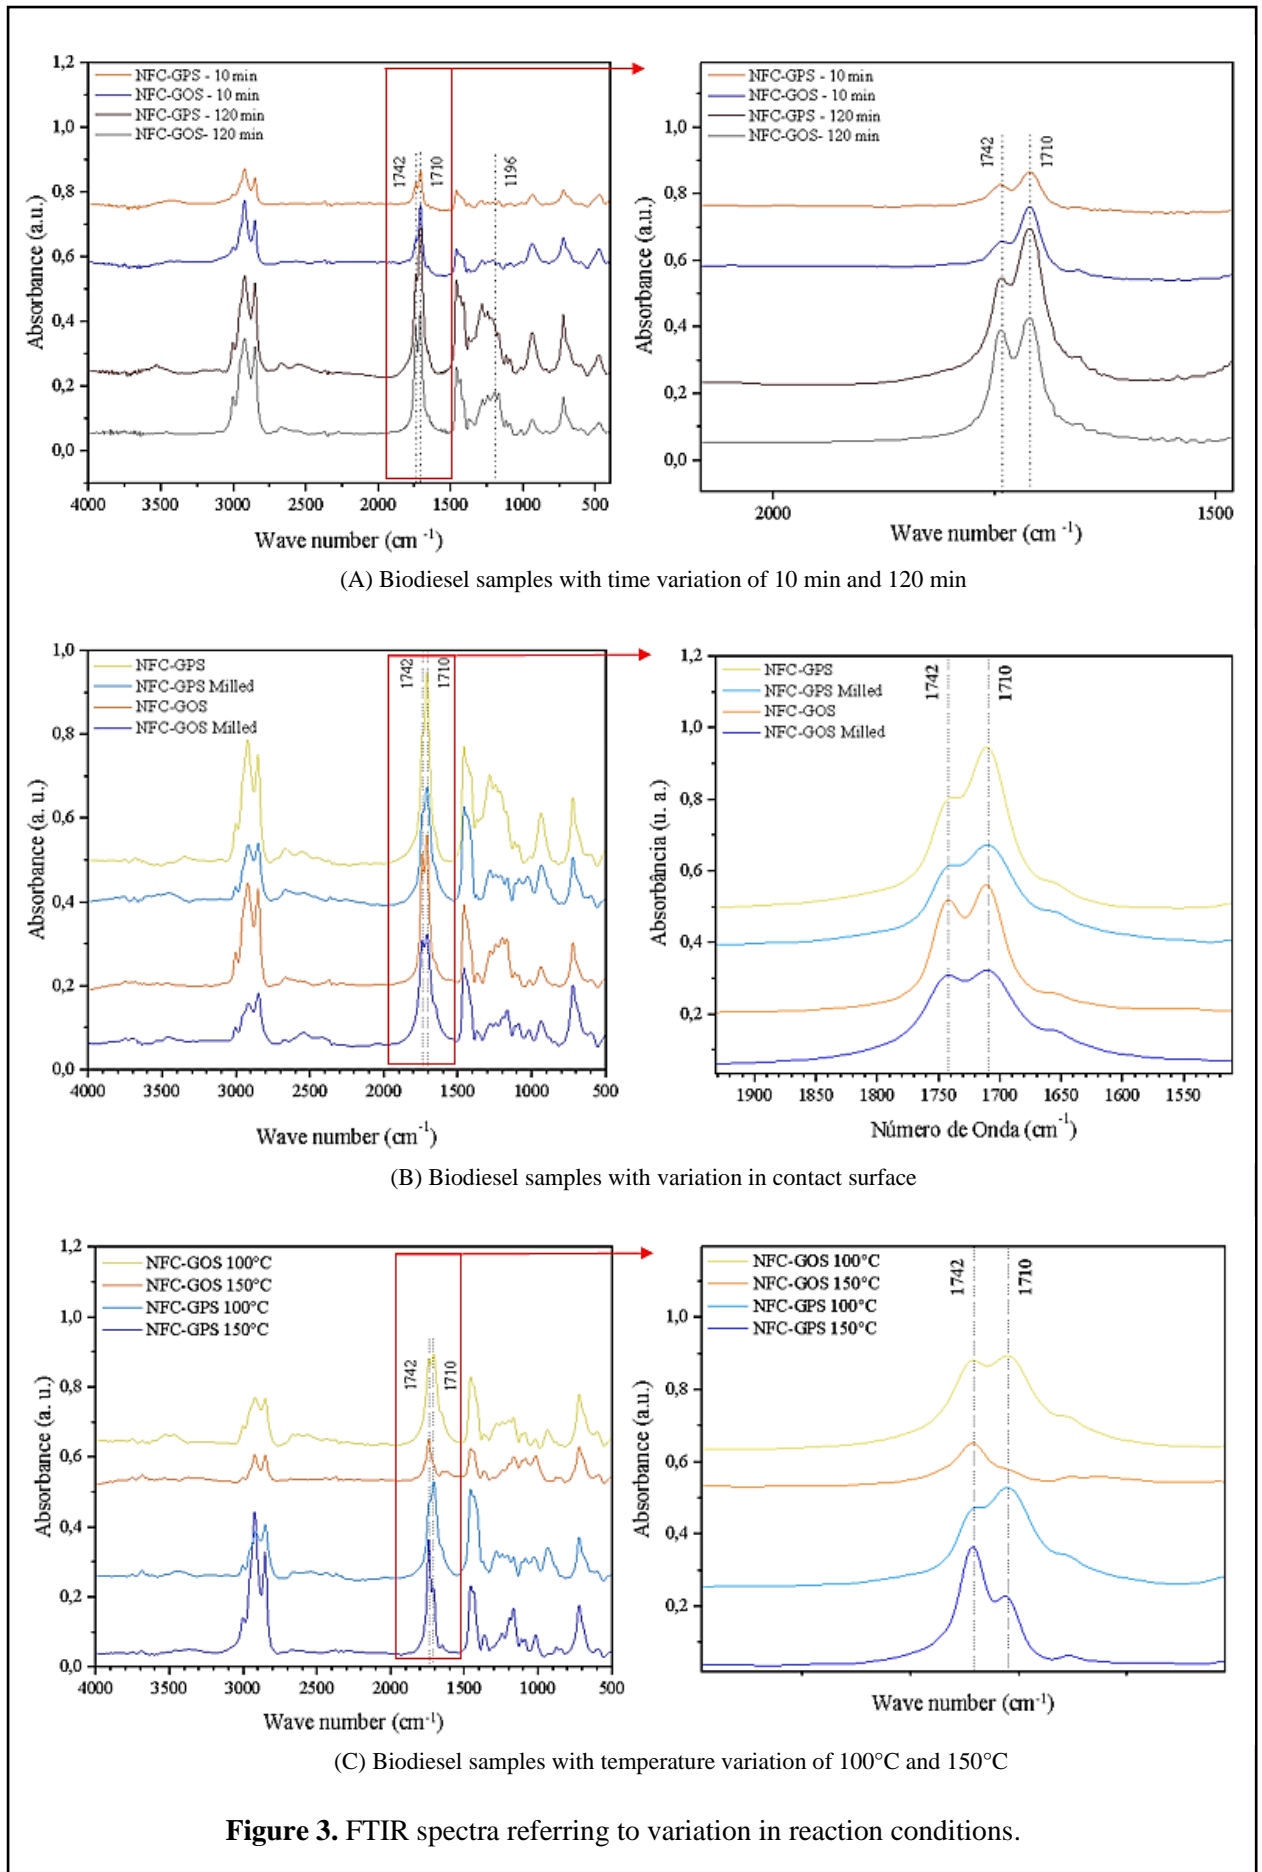 1,2
1,0
0,8
0,6
0,4
0,2
0,0
Absorbance (a.u.)
NFC-GPS - 10 min
NFC-GOS - 10 min
NFC-GPS - 120 min
NFC-GOS- 120 min
1742
1710
1196
4000 3500 3000 2500 2000 1500 1000 500
Wave number (cm -1)
1,0
0,8
0,6
0,4
0,2
0,0
Absorbance (a.u.)
NFC-GPS - 10 min
NFC-GOS - 10 min
NFC-GPS - 120 min
NFC-GOS- 120 min
1742
1710
2000 1500
Wave number (cm -1)
(A) Biodiesel samples with time variation of 10 min and 120 min
1,0
0,8
0,6
0,4
0,2
0,0
Absorbance (a. u.)
NFC-GPS
NFC-GPS Milled
NFC-GOS
NFC-GOS Milled
1742
1710
4000 3500 3000 2500 2000 1500 1000 500
Wave number (cm-1)
1,2
1,0
0,8
0,6
0,4
0,2
Absorbância (u. a.)
NFC-GPS
NFC-GPS Milled
NFC-GOS
NFC-GOS Milled
1742
1710
1900 1850 1800 1750 1700 1650 1600 1550
Número de Onda (cm-1)
(B) Biodiesel samples with variation in contact surface
1,2
1,0
0,8
0,6
0,4
0,2
0,0
Absorbance (a. u.)
NFC-GOS 100°C
NFC-GOS 150°C
NFC-GPS 100°C
NFC-GPS 150°C
1742
1710
4000 3500 3000 2500 2000 1500 1000 500
Wave number (cm-1)
1,0
0,8
0,6
0,4
0,2
Absorbance (a.u.)
NFC-GOS 100°C
NFC-GOS 150°C
NFC-GPS 100°C
NFC-GPS 150°C
1742
1710
Wave number (cm-1)
(C) Biodiesel samples with temperature variation of 100°C and 150°C
Figure 3. FTIR spectra referring to variation in reaction conditions.